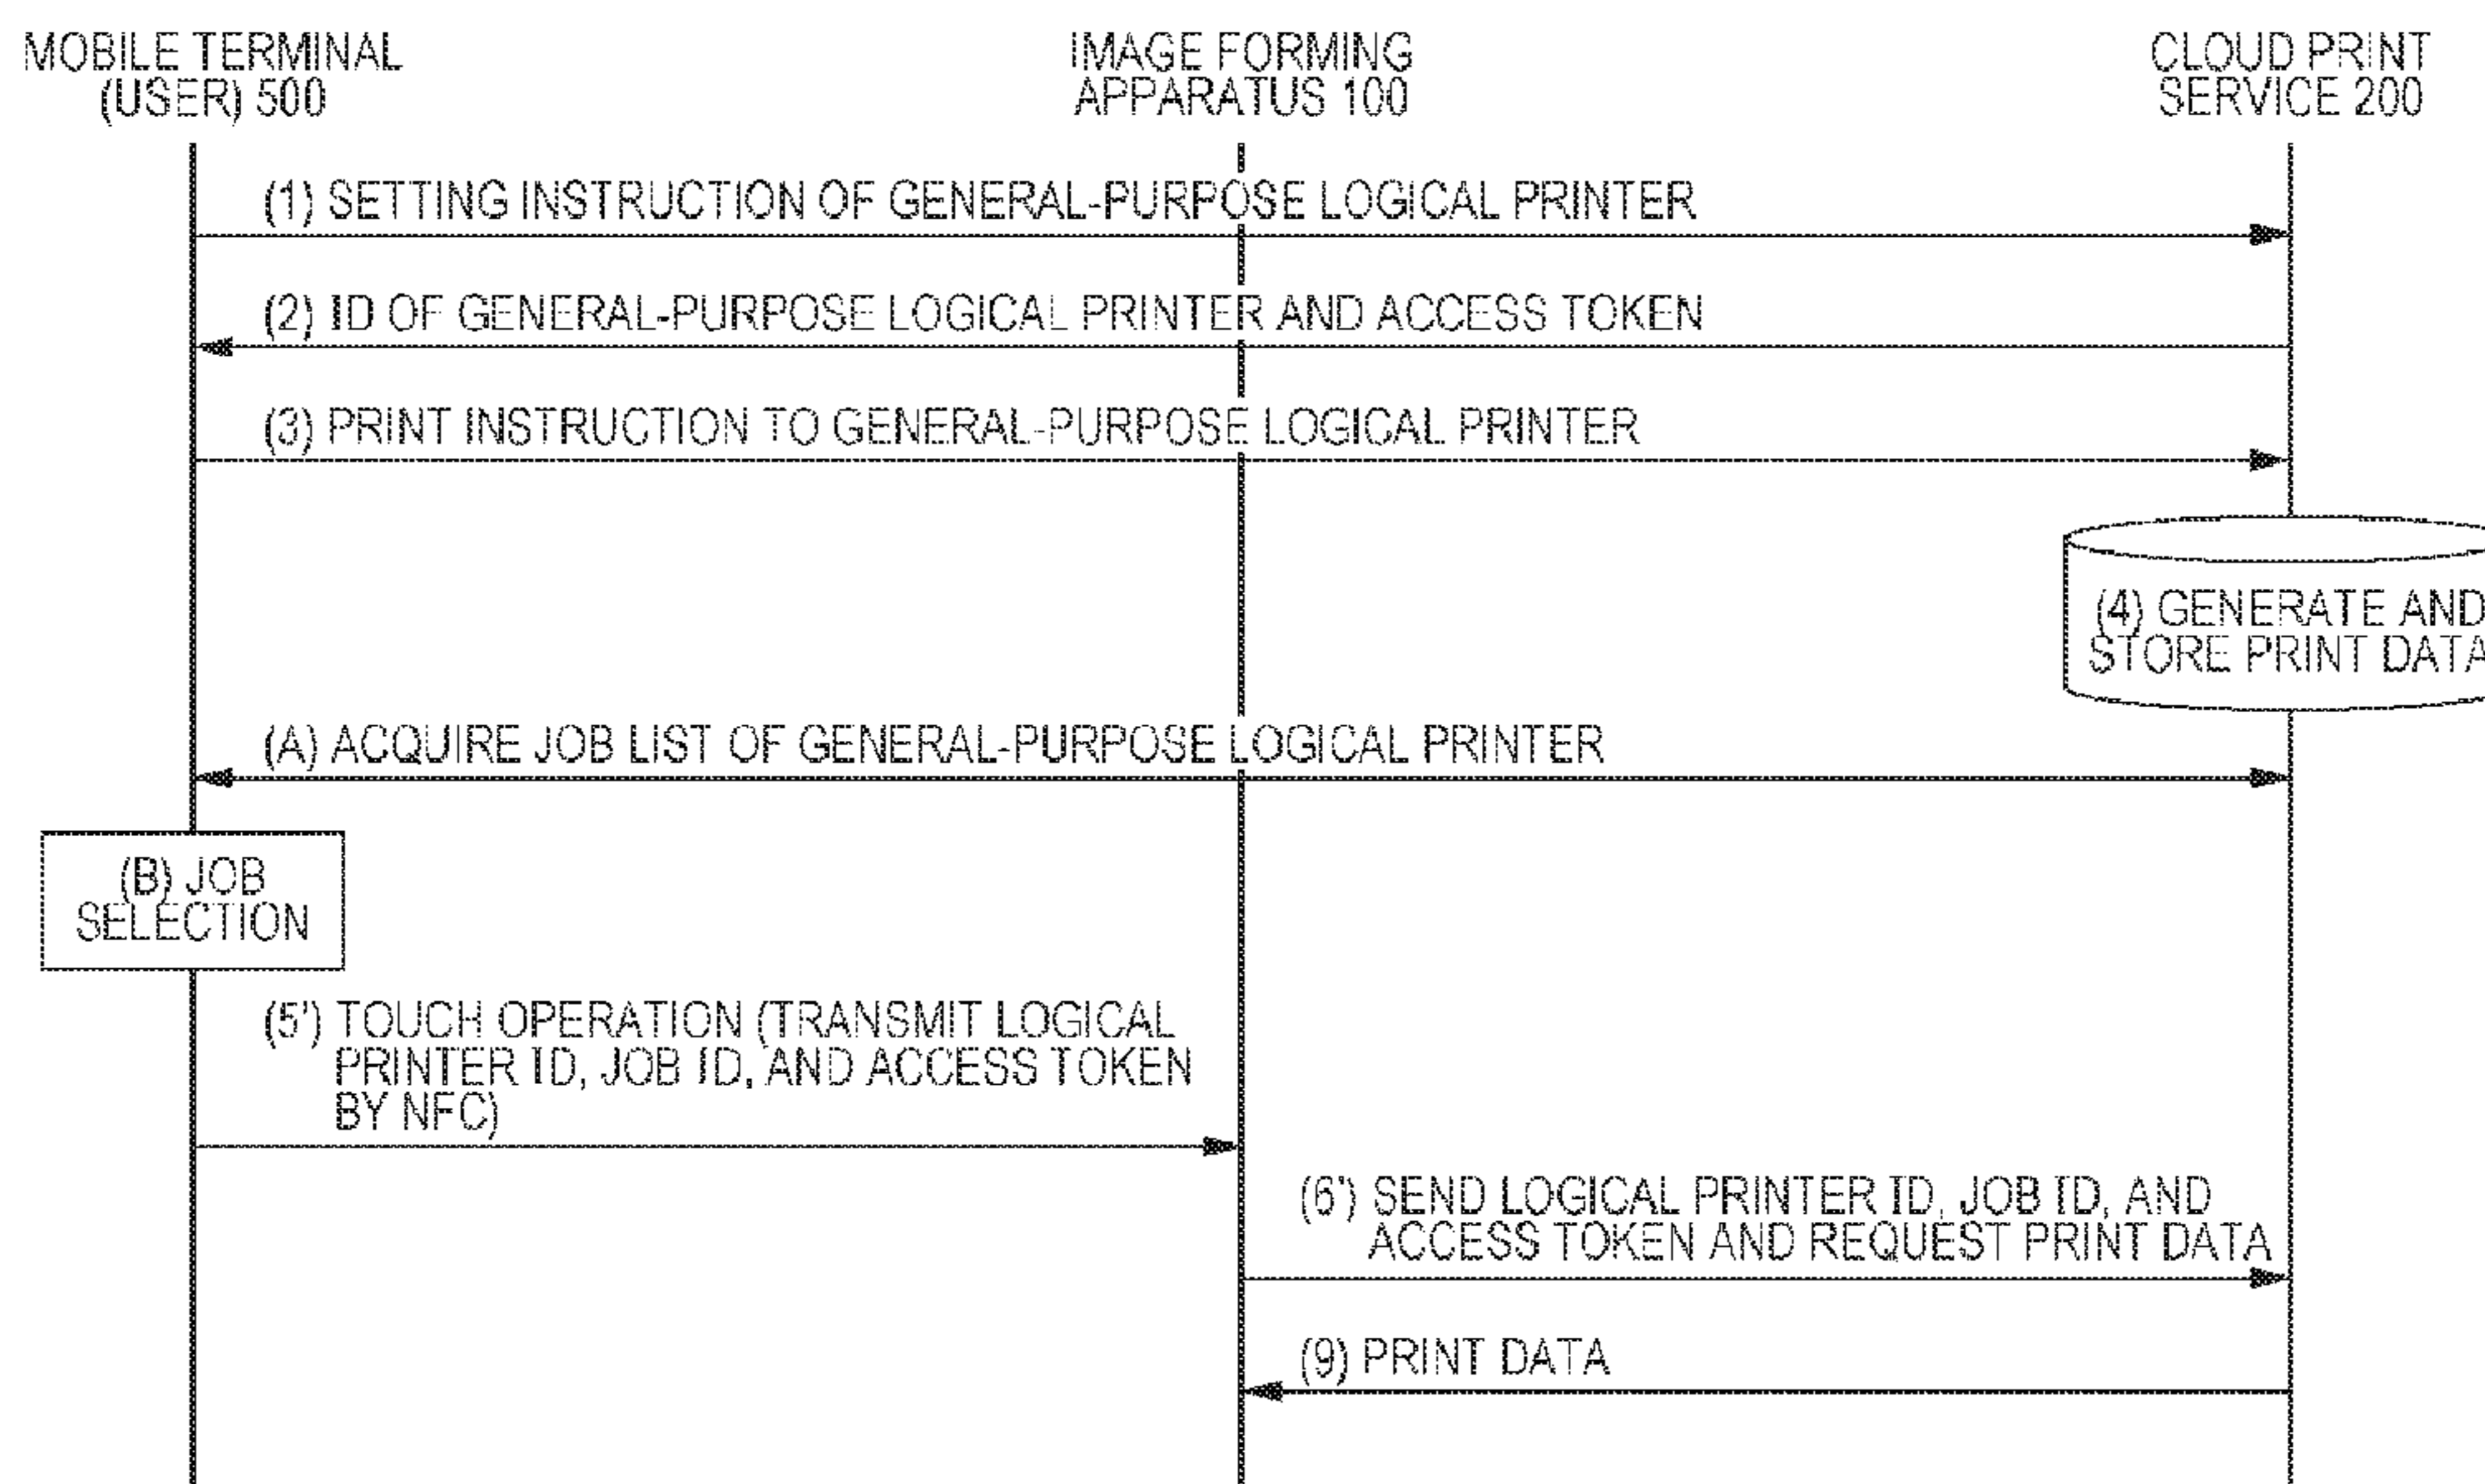 MOBILE TERMINAL
(USER) 500
IMAGE FORMING
APPARATUS 100
CLOUD PRINT
SERVICE 200
(1) SETTING INSTRUCTION OF GENERAL-PURPOSE LOGICAL PRINTER
(2) ID OF GENERAL-PURPOSE LOGICAL PRINTER AND ACCESS TOKEN
(3) PRINT INSTRUCTION TO GENERAL-PURPOSE LOGICAL PRINTER
(4) GENERATE AND
STORE PRINT DATA
(A) ACQUIRE JOB LIST OF GENERAL-PURPOSE LOGICAL PRINTER
(B) JOB
SELECTION
(5') TOUCH OPERATION (TRANSMIT LOGICAL
PRINTER ID, JOB ID, AND ACCESS TOKEN
BY NFC)
(6') SEND LOGICAL PRINTER ID, JOB ID, AND
ACCESS TOKEN AND REQUEST PRINT DATA
(9) PRINT DATA